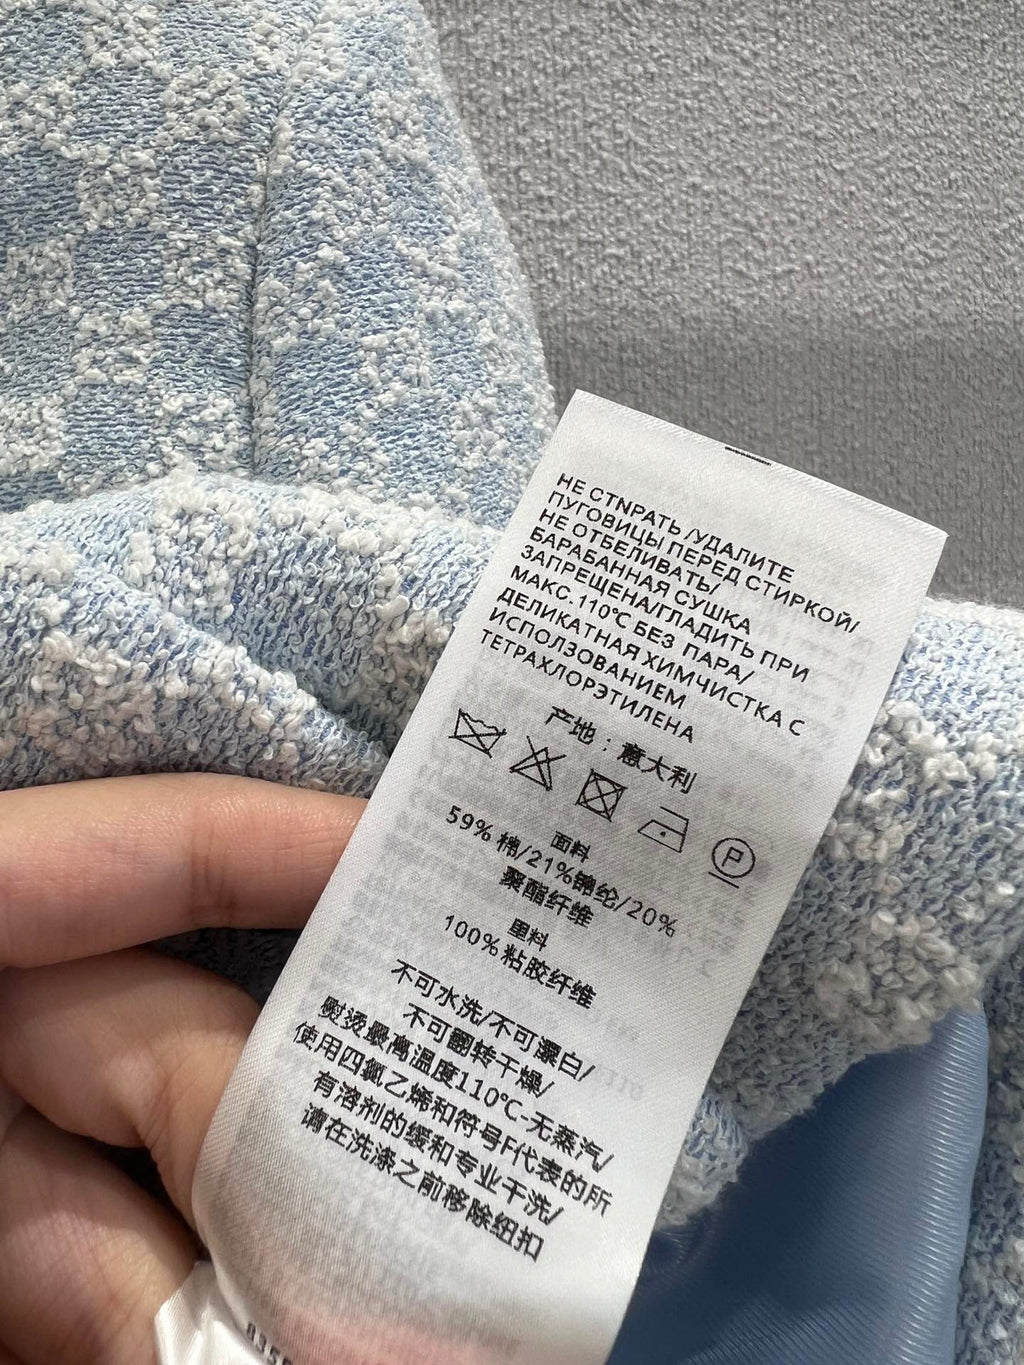 НЕ СТNРАТЬ /УДАЛИТЕ
ПУГОВИЦЫ ПЕРЕД СТИРКОЙ/
НЕ ОТБЕЛИВАТЬ/
БАРАБАННАЯ СУШКА
ЗАПРЕЩЕНА/ГЛАДИТЬ ПРИ
МАКС.110℃ БЕЗ ПАРА/
ДЕЛИКАТНАЯ ХИМЧИСТКА С
ИСПОЛЗОВАНИЕМ
ТЕТРАХЛОРЭТИЛЕНА
产地：意大利
P
面料
59% 棉/21%锦纶/20%
聚酯纤维
里料
100%粘胶纤维
不可水洗/不可漂白/
不可翻转干燥/
熨烫最高温度110℃-无蒸汽/
使用四氯乙烯和符号F代表的所
有溶剂的缓和专业干洗/
请在洗涤之前移除纽扣